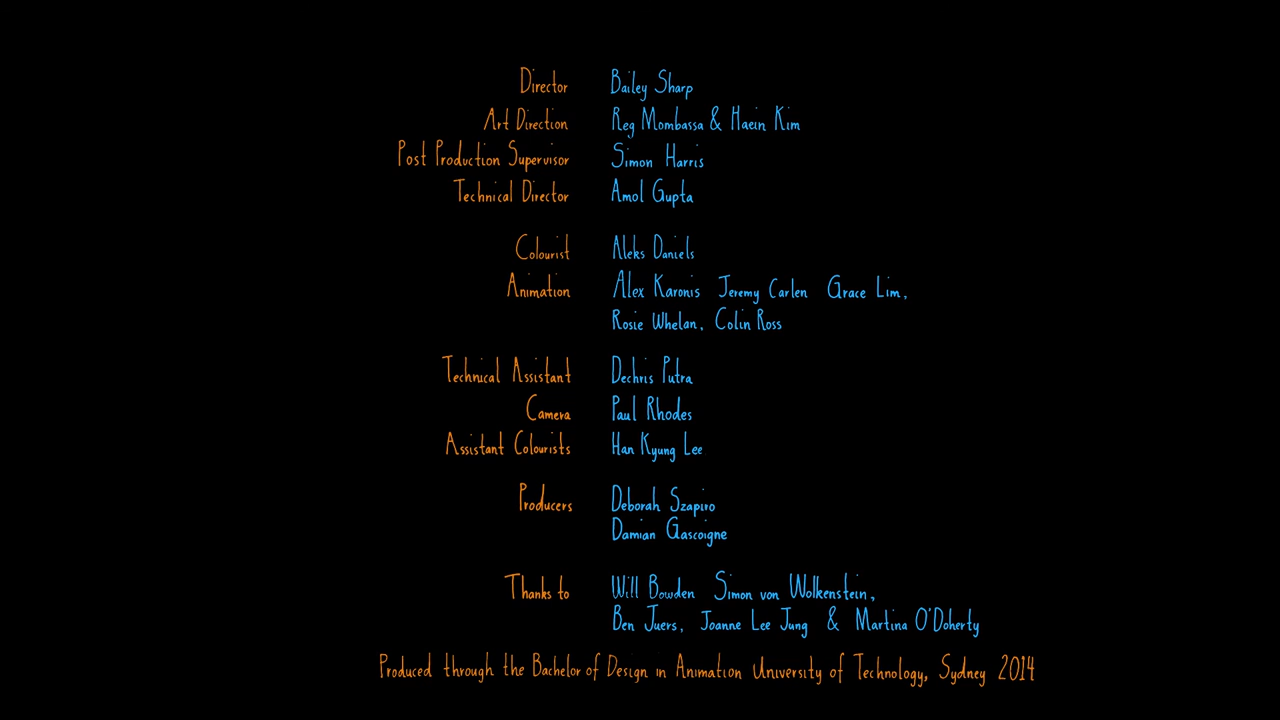 Director Bailey Sharp
Art Direction Reg Mombassa & Haein Kim
Post Production Supervisor Simon Harris
Technical Director Amol Gupta
Colourist Aleks Daniels
Animation Alex Karonis Jeremy Carlen Grace Lim,
Rosie Whelan, Colin Ross
Technical Assistant Dechris Putra
Camera Paul Rhodes
Assistant Colourists Han Kyung Lee
Producers Deborah Szapiro
Damian Gascoigne
Thanks to Will Bowden Simon von Wolkenstein,
Ben Juers, Joanne Lee Jung & Martina O'Doherty
Produced through the Bachelor of Design in Animation University of Technology, Sydney 2014